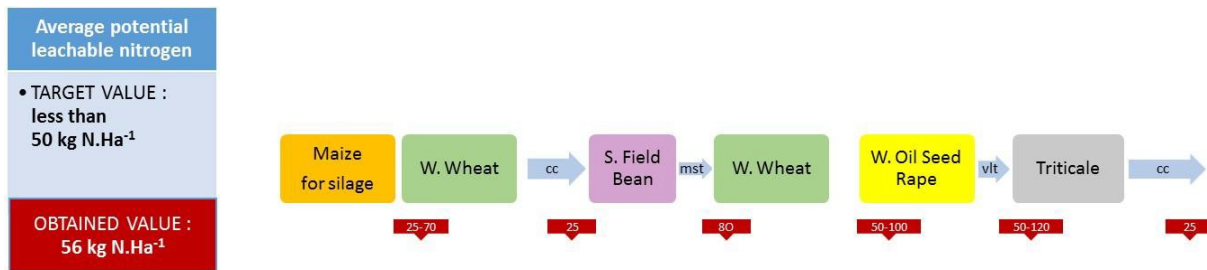 Average potential
leachable nitrogen
• TARGET VALUE :
less than
50 kg N.Ha⁻¹
OBTAINED VALUE :
56 kg N.Ha⁻¹
Maize
for silage
W. Wheat
cc
S. Field
Bean
mst
W. Wheat
W. Oil Seed
Rape
vlt
Triticale
cc
25-70
25
8O
50-100
50-120
25